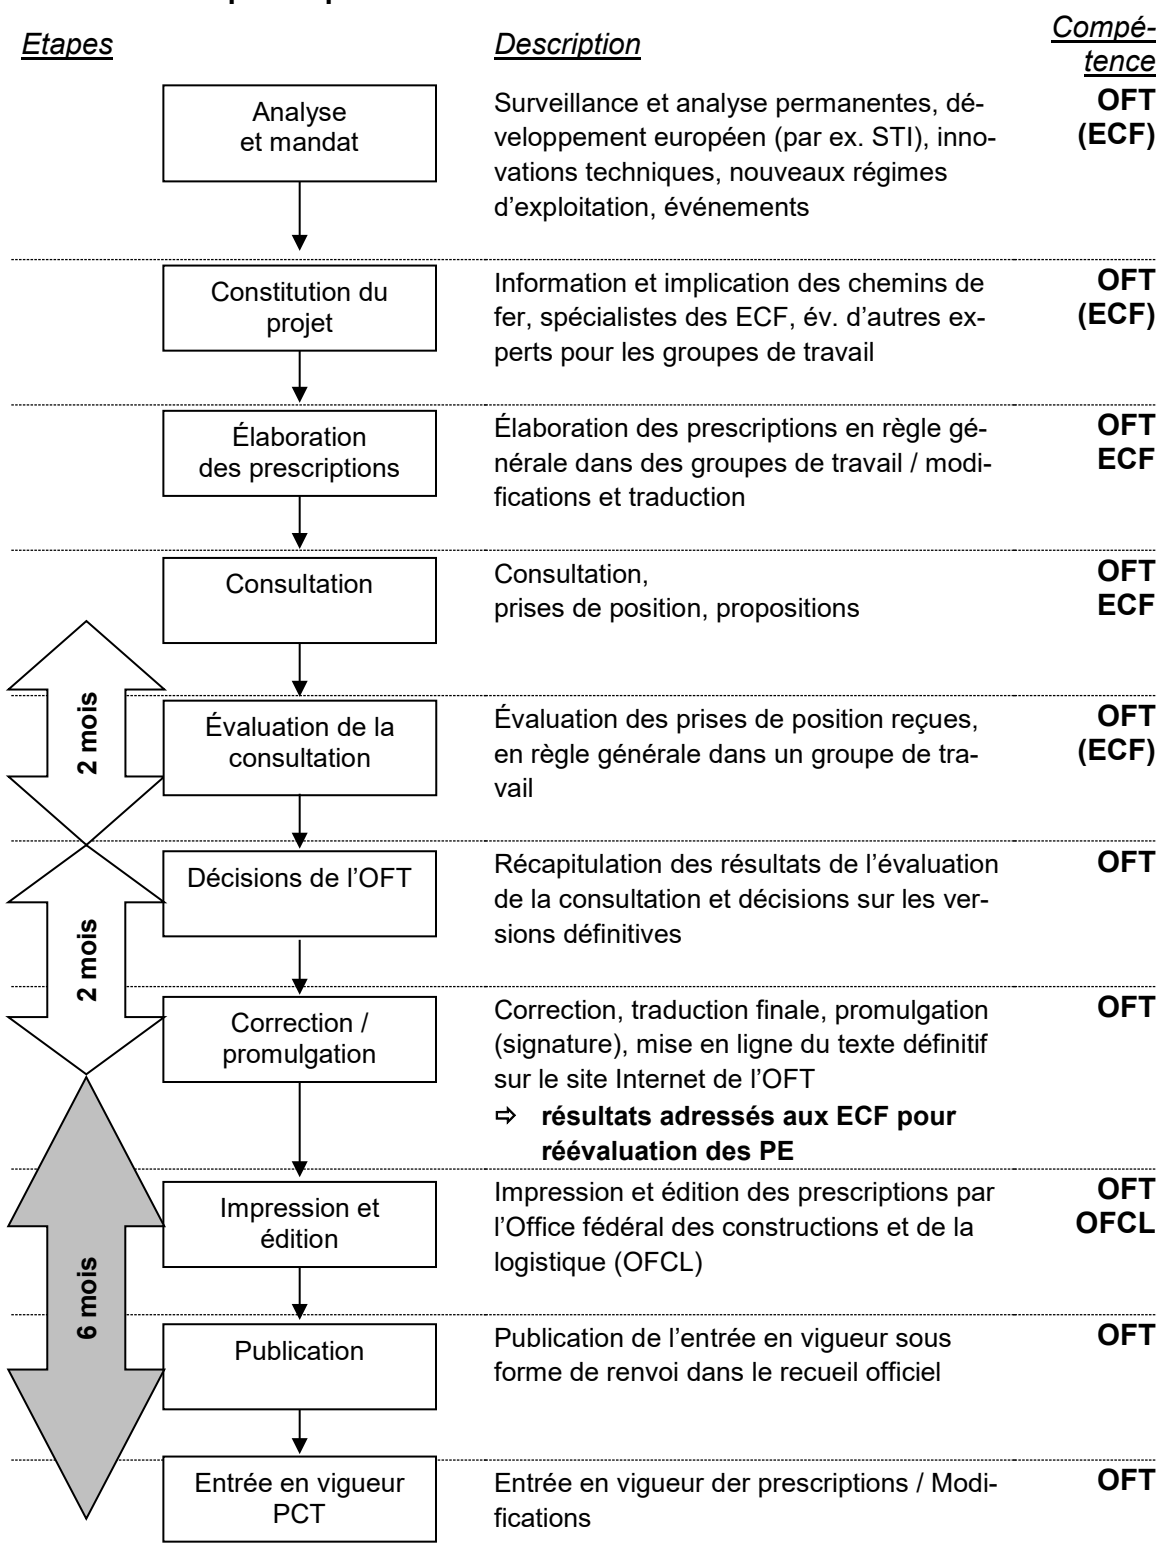 Etapes
Description
Compé-
tence
Analyse
et mandat
Surveillance et analyse permanentes, dé-
veloppement européen (par ex. STI), inno-
vations techniques, nouveaux régimes
d’exploitation, événements
OFT
(ECF)
Constitution du
projet
Information et implication des chemins de
fer, spécialistes des ECF, év. d’autres ex-
perts pour les groupes de travail
OFT
(ECF)
Élaboration
des prescriptions
Élaboration des prescriptions en règle gé-
nérale dans des groupes de travail / modi-
fications et traduction
OFT
ECF
Consultation
Consultation,
prises de position, propositions
OFT
ECF
2 mois
Évaluation de la
consultation
Évaluation des prises de position reçues,
en règle générale dans un groupe de tra-
vail
OFT
(ECF)
2 mois
Décisions de l’OFT
Récapitulation des résultats de l’évaluation
de la consultation et décisions sur les ver-
sions définitives
OFT
Correction /
promulgation
Correction, traduction finale, promulgation
(signature), mise en ligne du texte définitif
sur le site Internet de l’OFT
⇨ résultats adressés aux ECF pour
réévaluation des PE
OFT
6 mois
Impression et
édition
Impression et édition des prescriptions par
l’Office fédéral des constructions et de la
logistique (OFCL)
OFT
OFCL
Publication
Publication de l’entrée en vigueur sous
forme de renvoi dans le recueil officiel
OFT
Entrée en vigueur
PCT
Entrée en vigueur der prescriptions / Modi-
fications
OFT